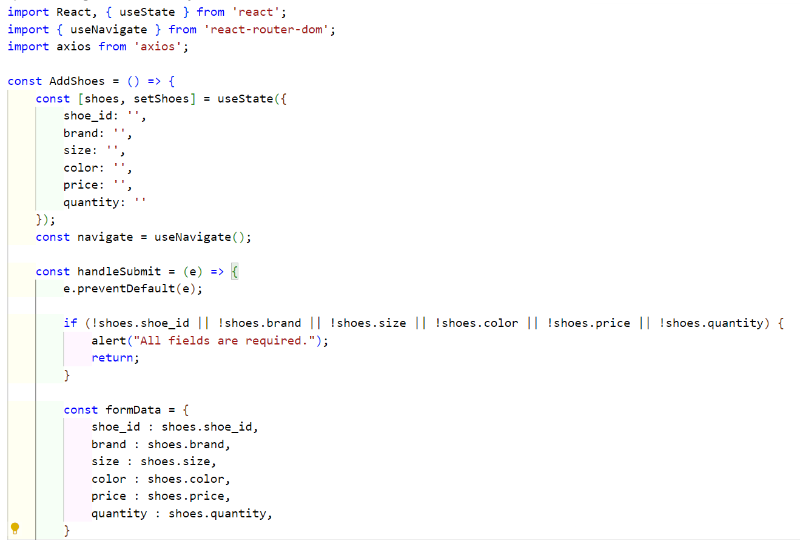 import React, { useState } from 'react';
import { useNavigate } from 'react-router-dom';
import axios from 'axios';
const AddShoes = () => {
const [shoes, setShoes] = useState({
shoe_id: '',
brand: '',
size: '',
color: '',
price: '',
quantity: ''
});
const navigate = useNavigate();
const handleSubmit = (e) => {
e.preventDefault(e);
if (!shoes.shoe_id || !shoes.brand || !shoes.size || !shoes.color || !shoes.price || !shoes.quantity) {
alert("All fields are required.");
return;
}
const formData = {
shoe_id : shoes.shoe_id,
brand : shoes.brand,
size : shoes.size,
color : shoes.color,
price : shoes.price,
quantity : shoes.quantity,
}